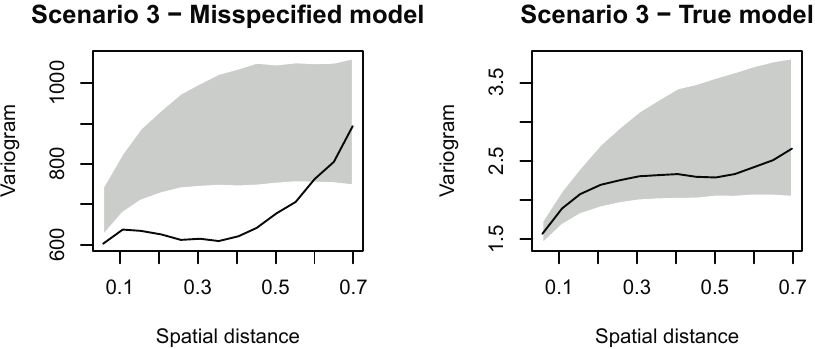 Scenario 3 − Misspecified model
Variogram
1000
800
600
0.1 0.3 0.5 0.7
Spatial distance
Scenario 3 − True model
Variogram
3.5
2.5
1.5
0.1 0.3 0.5 0.7
Spatial distance